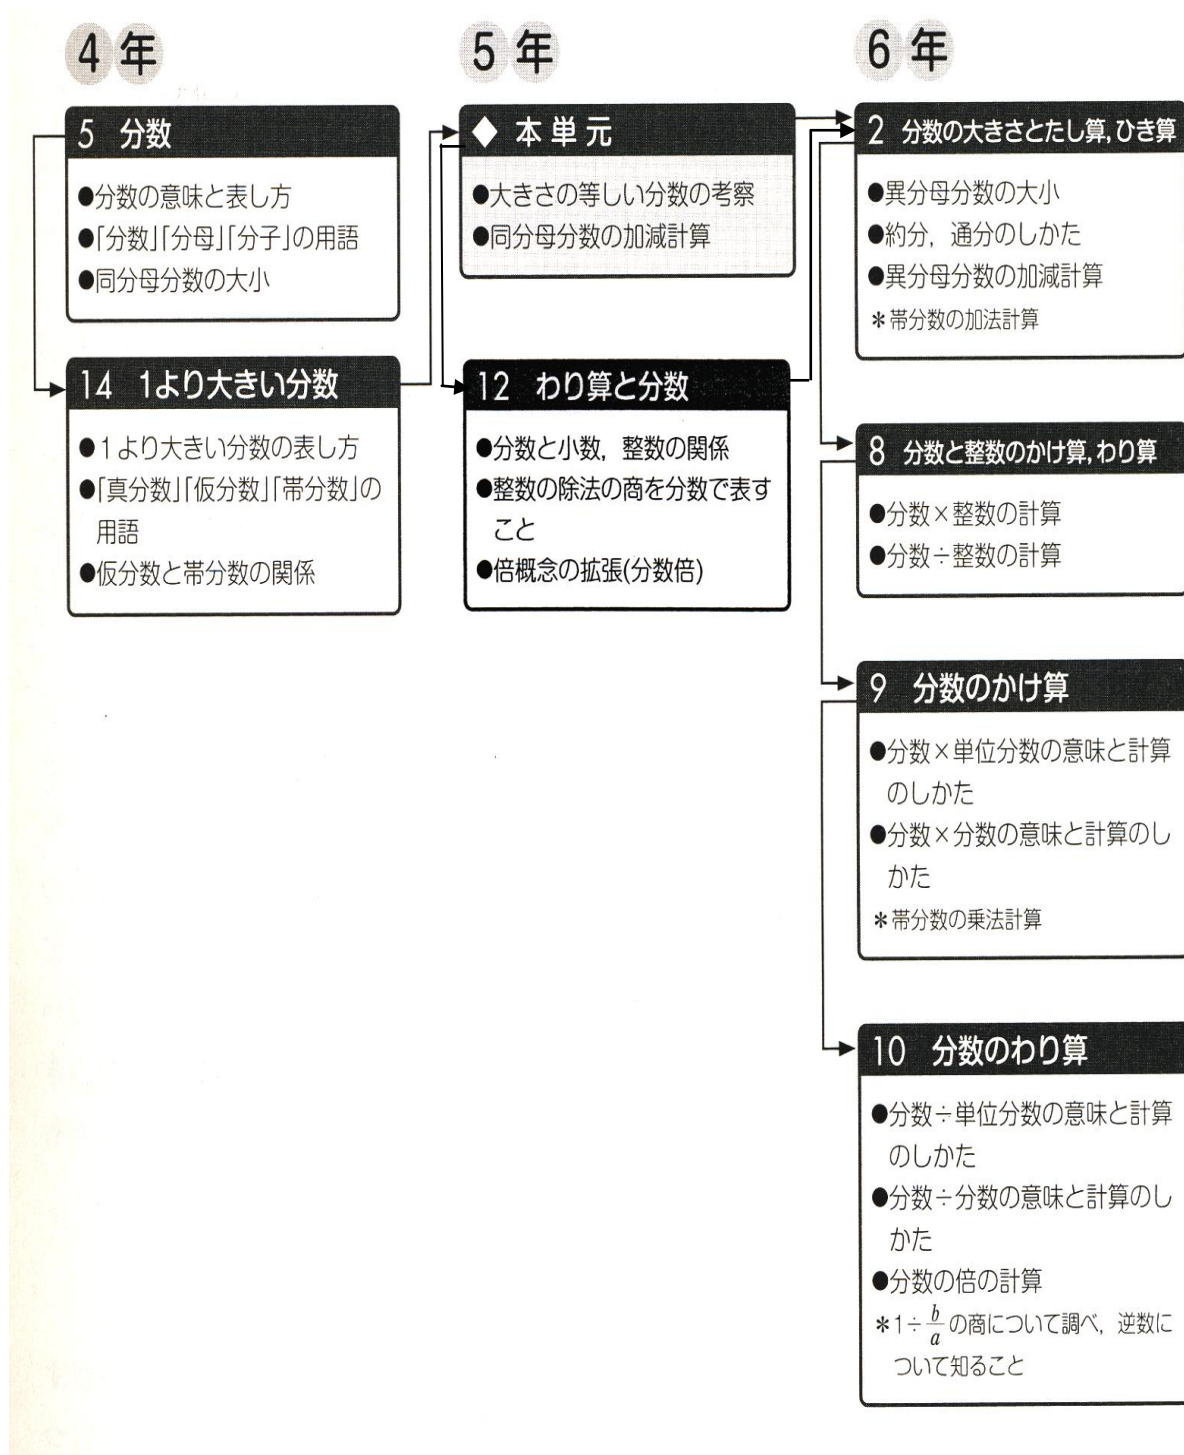 4年
5 分数
●分数の意味と表し方
●「分数」「分母」「分子」の用語
●同分母分数の大小
14 1より大きい分数
●1より大きい分数の表し方
●「真分数」「仮分数」「帯分数」の
用語
●仮分数と帯分数の関係
5年
◆ 本単元
●大きさの等しい分数の考察
●同分母分数の加減計算
12 わり算と分数
●分数と小数，整数の関係
●整数の除法の商を分数で表す
こと
●倍概念の拡張(分数倍)
6年
2 分数の大きさとたし算,ひき算
●異分母分数の大小
●約分，通分のしかた
●異分母分数の加減計算
＊帯分数の加法計算
8 分数と整数のかけ算,わり算
●分数×整数の計算
●分数÷整数の計算
9 分数のかけ算
●分数×単位分数の意味と計算
のしかた
●分数×分数の意味と計算のし
かた
＊帯分数の乗法計算
10 分数のわり算
●分数÷単位分数の意味と計算
のしかた
●分数÷分数の意味と計算のし
かた
●分数の倍の計算
＊1÷b/aの商について調べ，逆数に
ついて知ること